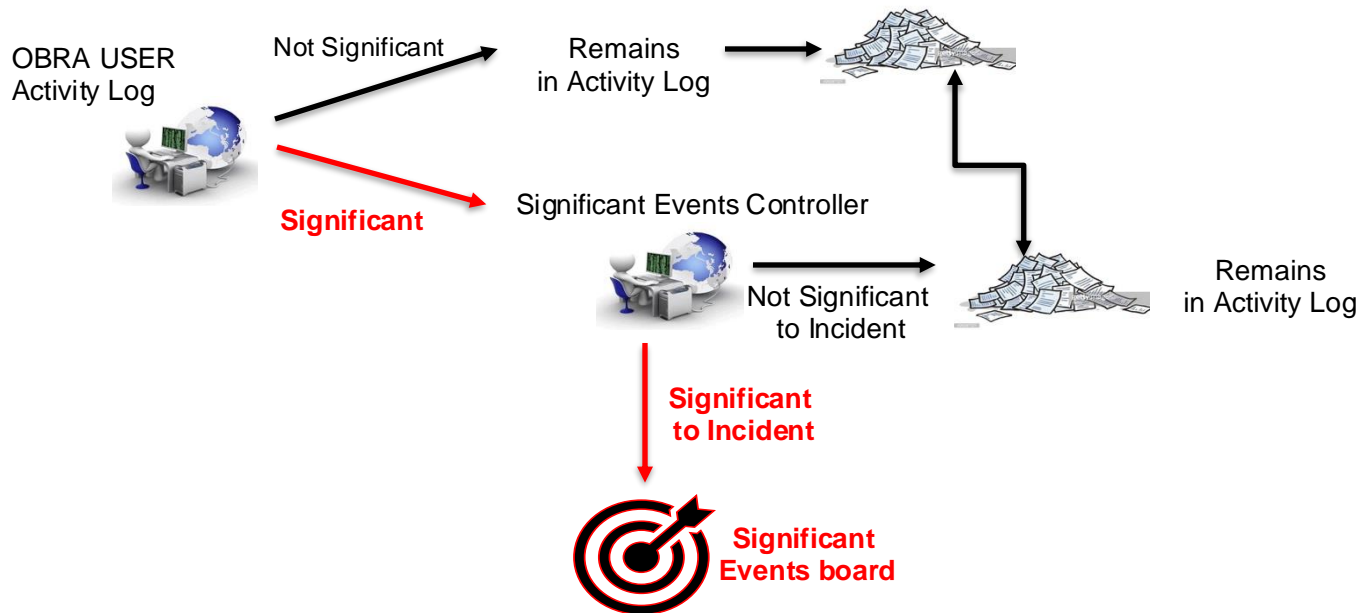 OBRA USER
Activity Log
Not Significant
Remains
in Activity Log
Significant
Significant Events Controller
Not Significant
to Incident
Remains
in Activity Log
Significant
to Incident
Significant
Events board